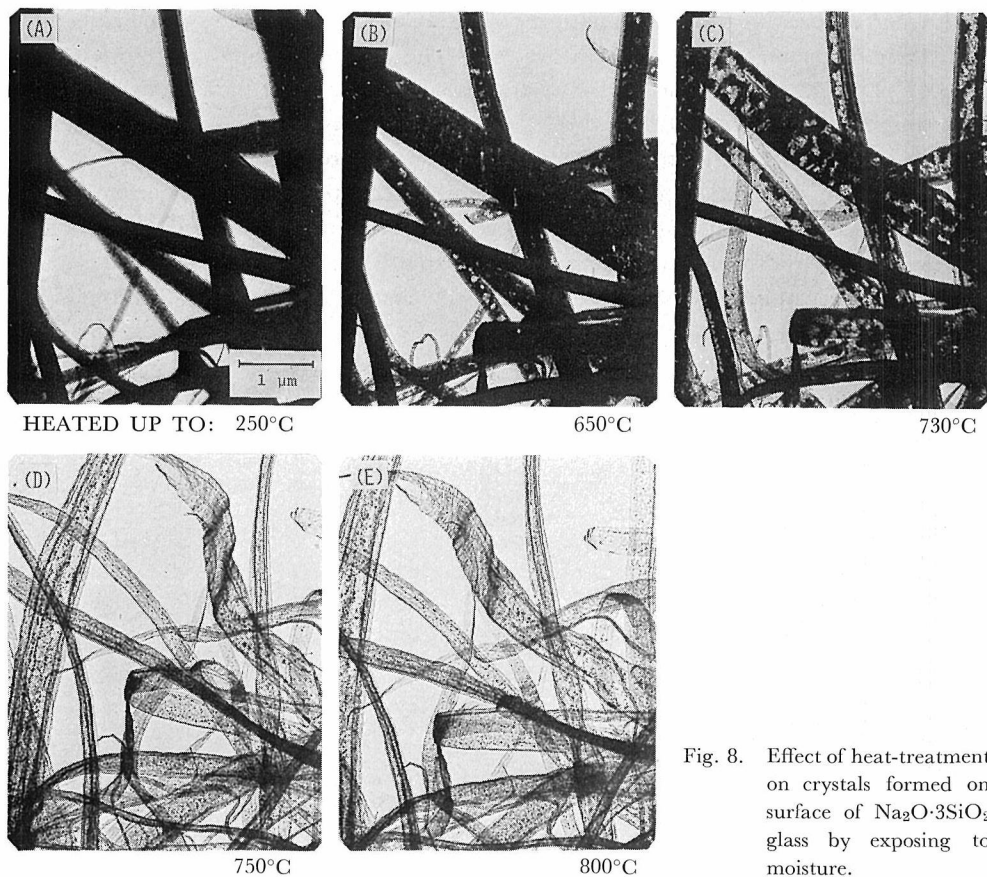 (A)
(B)
(C)
1 μm
HEATED UP TO: 250°C
650°C
730°C
(D)
(E)
750°C
800°C
Fig. 8. Effect of heat-treatment
on crystals formed on
surface of Na₂O·3SiO₂
glass by exposing to
moisture.